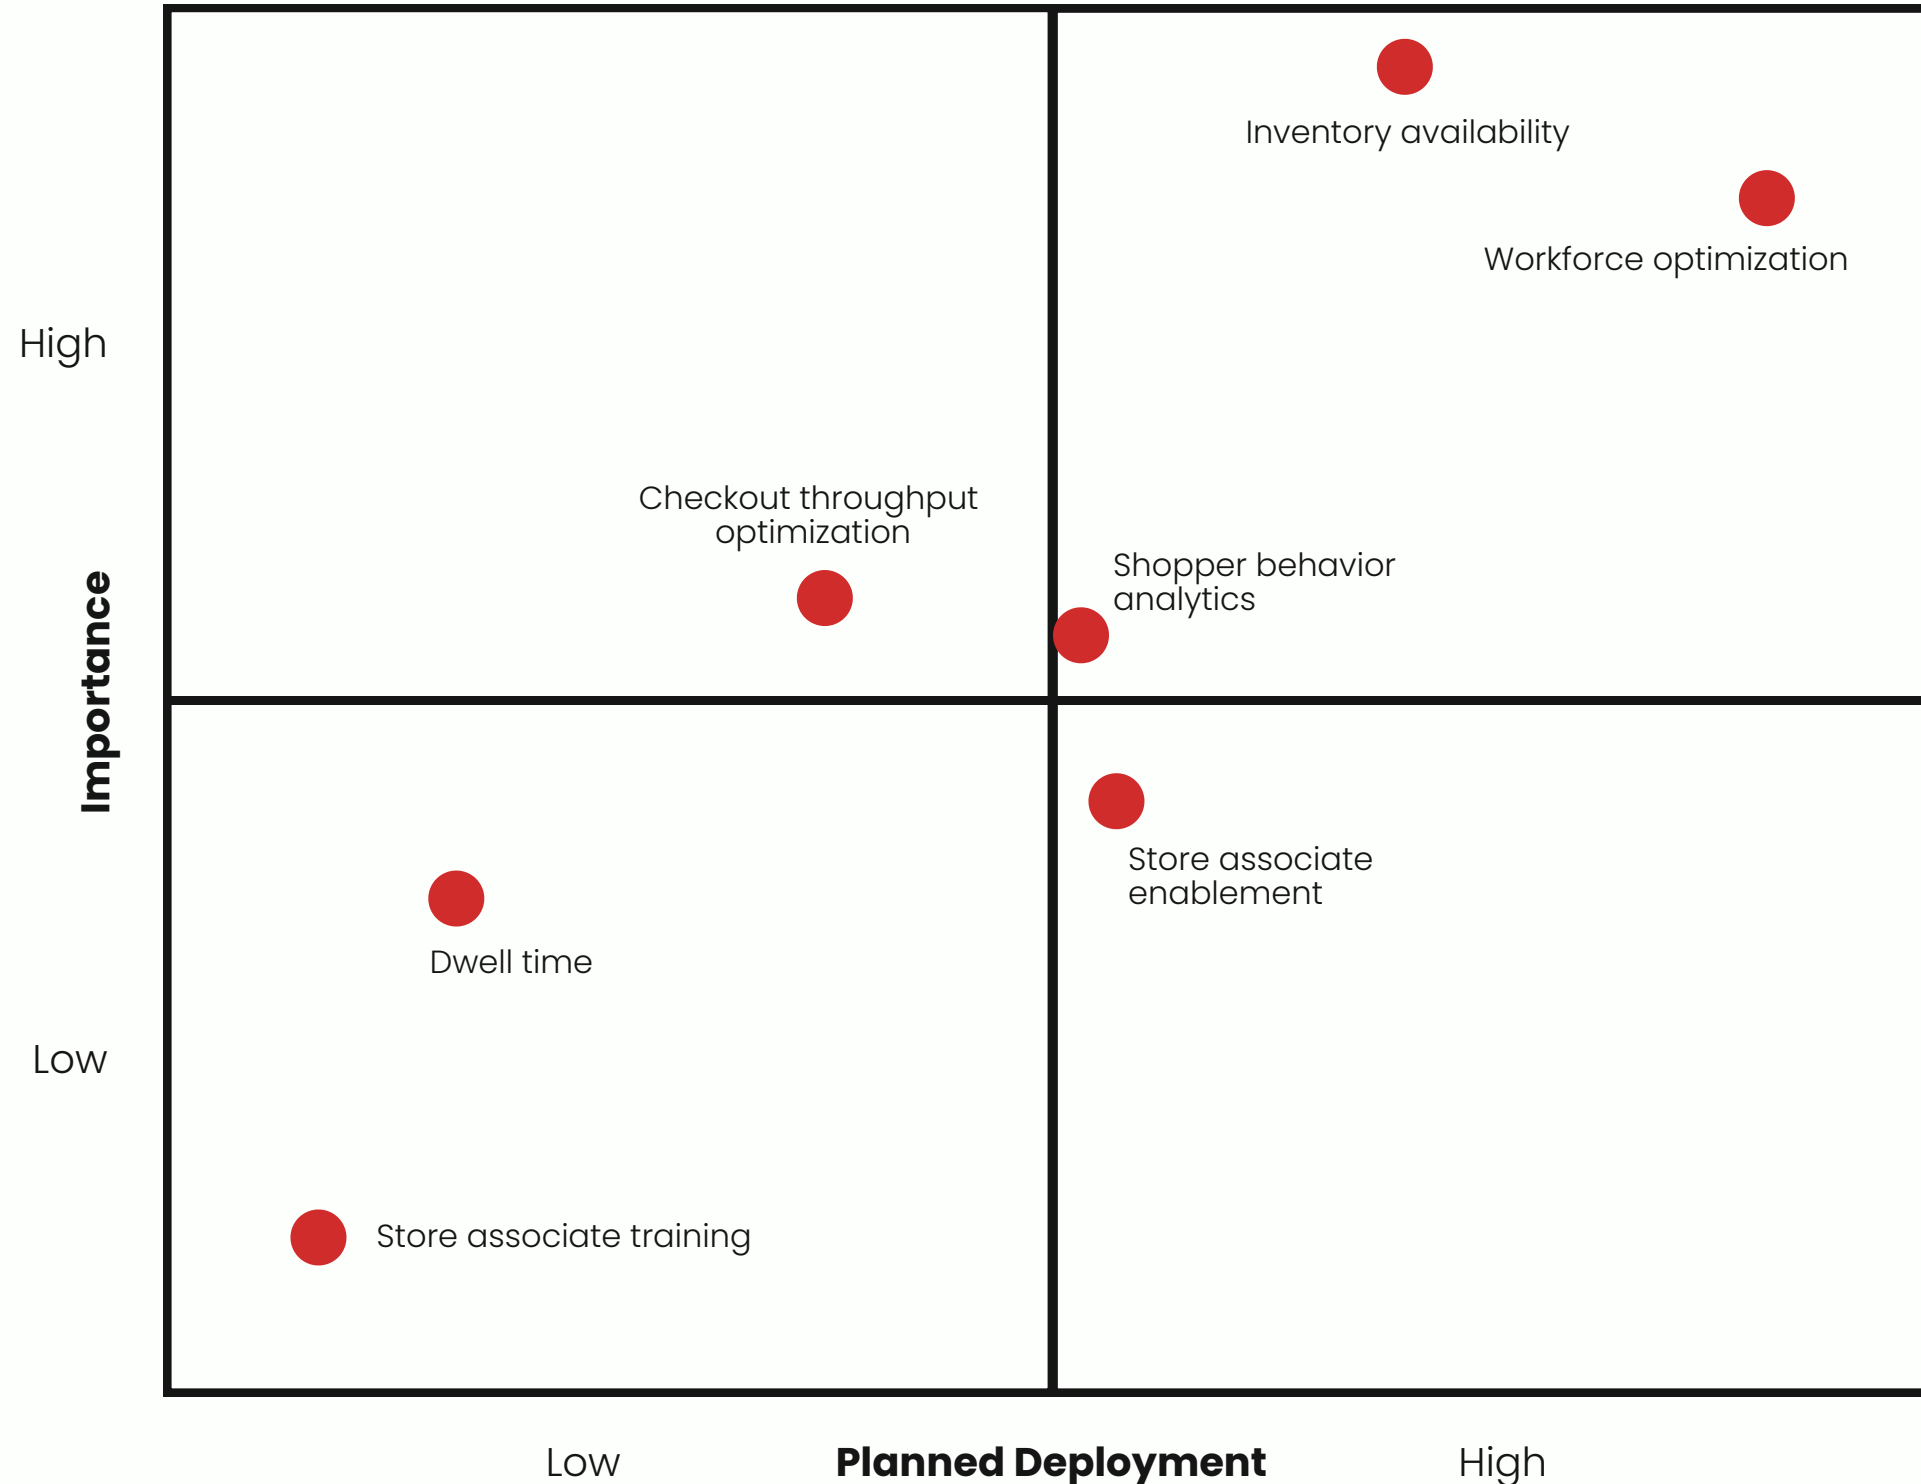 Inventory availability
Workforce optimization
High
Checkout throughput
optimization
Shopper behavior
analytics
Importance
Store associate
enablement
Dwell time
Low
Store associate training
Low
Planned Deployment
High